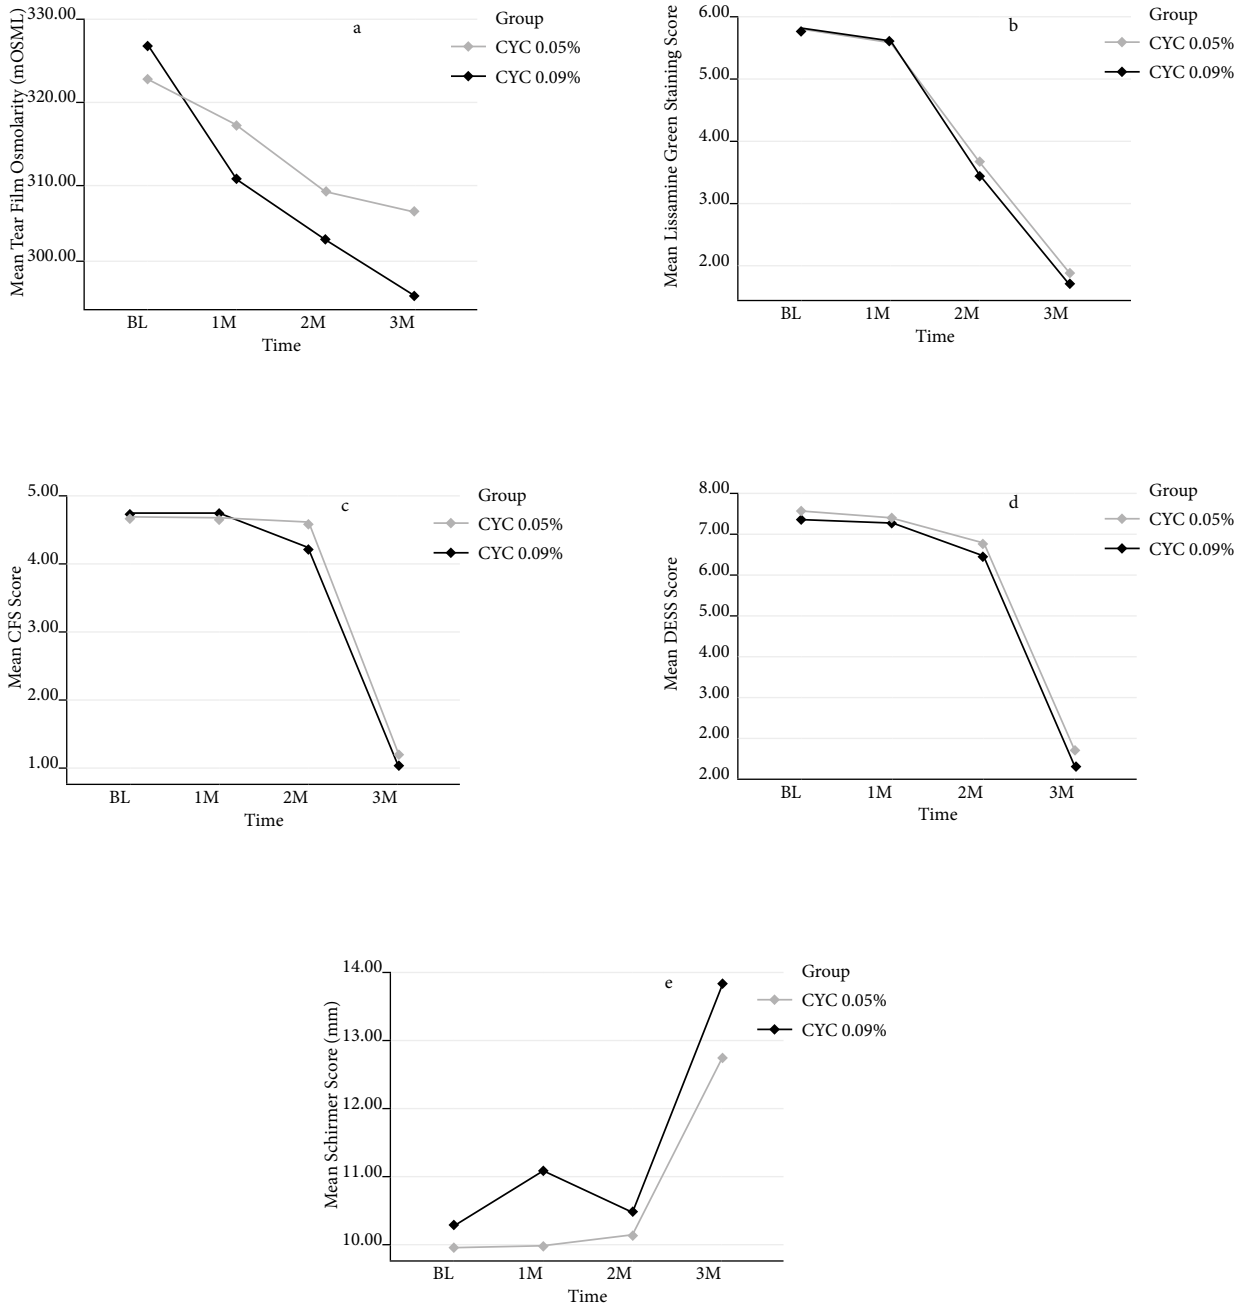 a
Mean Tear Film Osmolarity (mOSML)
330.00
320.00
310.00
300.00
BL 1M 2M 3M
Time
Group
CYC 0.05%
CYC 0.09%
b
Mean Lissamine Green Staining Score
6.00
5.00
4.00
3.00
2.00
BL 1M 2M 3M
Time
Group
CYC 0.05%
CYC 0.09%
c
Mean CFS Score
5.00
4.00
3.00
2.00
1.00
BL 1M 2M 3M
Time
Group
CYC 0.05%
CYC 0.09%
d
Mean DESS Score
8.00
7.00
6.00
5.00
4.00
3.00
2.00
2.00
BL 1M 2M 3M
Time
Group
CYC 0.05%
CYC 0.09%
e
Mean Schirmer Score (mm)
14.00
13.00
12.00
11.00
10.00
BL 1M 2M 3M
Time
Group
CYC 0.05%
CYC 0.09%